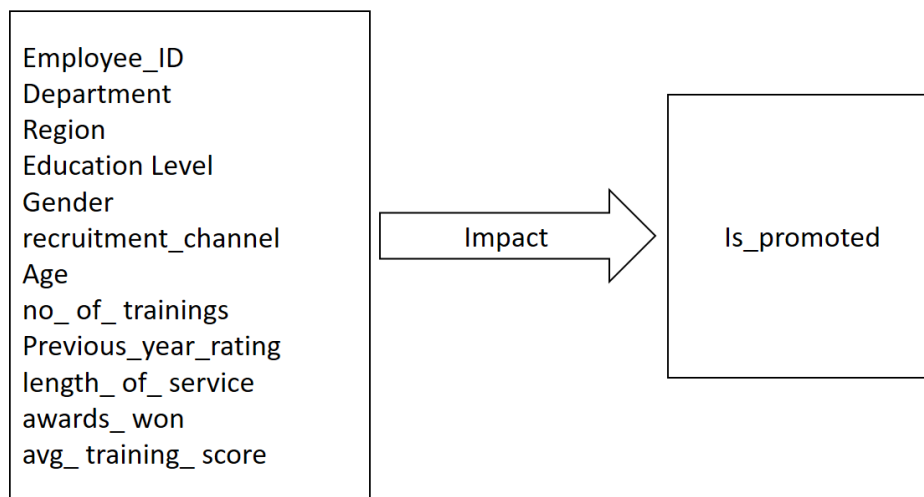 Employee_ID
Department
Region
Education Level
Gender
recruitment_channel
Age
no_ of_ trainings
Previous_year_rating
length_ of_ service
awards_ won
avg_ training_ score
Impact
Is_promoted